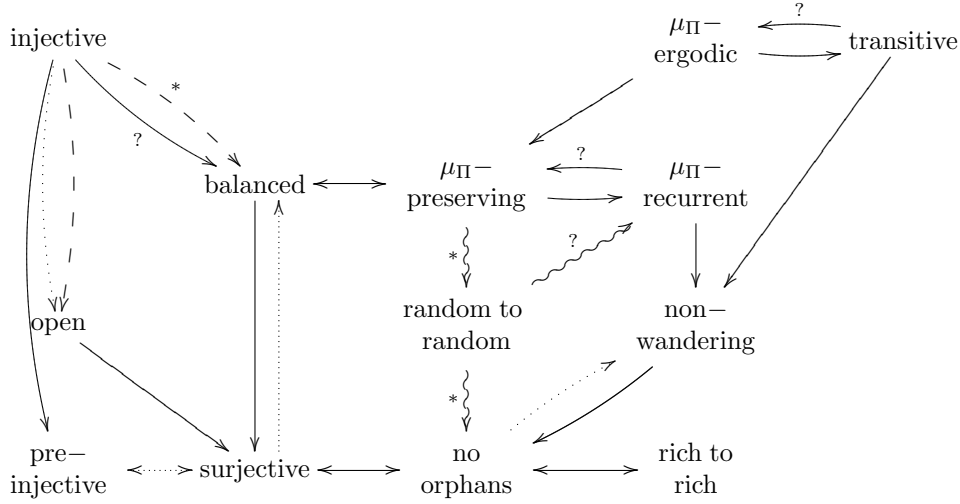 injective
μΠ−
ergodic
?
transitive
*
?
balanced
μΠ−
preserving
?
μΠ−
recurrent
*
?
open
random to
random
non−
wandering
*
pre−
injective
surjective
no
orphans
rich to
rich